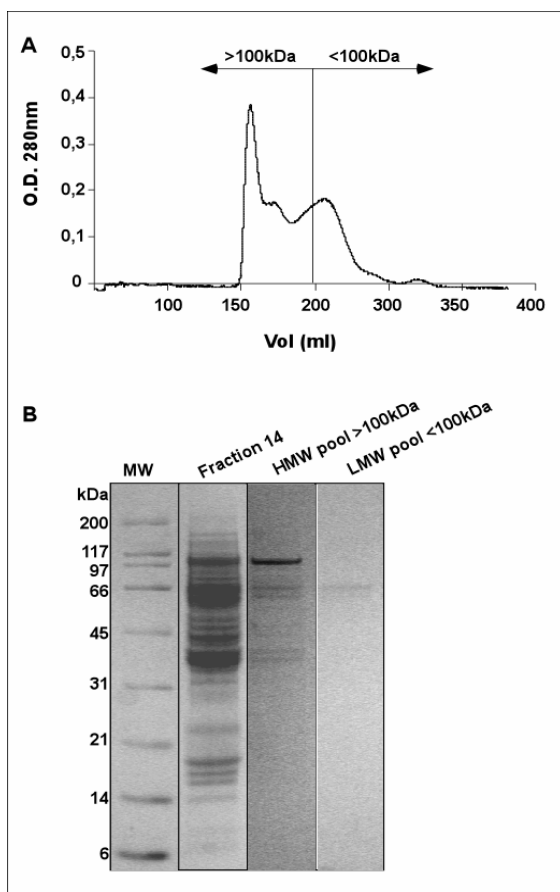 A
>100kDa <100kDa
0,5
0,4
0,3
0,2
0,1
0
O.D. 280nm
100 150 200 250 300 350 400
Vol (ml)
B
MW Fraction 14 HMW pool >100kDa LMW pool <100kDa
kDa
200
117
97
66
45
31
21
14
6